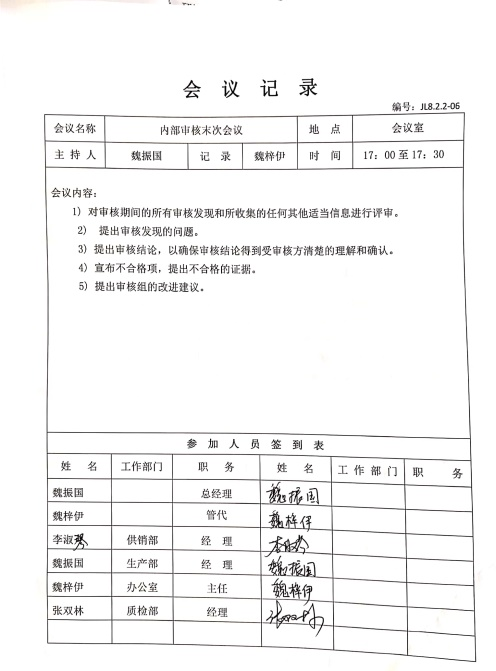 会 议 记 录
编号：JL8.2.2-06
会议名称 内部审核末次会议 地 点 会议室
主 持 人 魏振国 记 录 魏梓伊 时 间 17：00 至 17：30
会议内容：
1）对审核期间的所有审核发现和所收集的任何其他适当信息进行评审。
2） 提出审核发现的问题。
3）提出审核结论，以确保审核结论得到受审核方清楚的理解和确认。
4）宣布不合格项，提出不合格的证据。
5）提出审核组的改进建议。
参 加 人 员 签 到 表
姓 名 工作部门 职 务 姓 名 工 作 部 门 职 务
魏振国 总经理 魏振国
魏梓伊 管代 魏梓伊
李淑琴 供销部 经 理
魏振国 生产部 经 理 魏振国
魏梓伊 办公室 主任 魏梓伊
张双林 质检部 经理